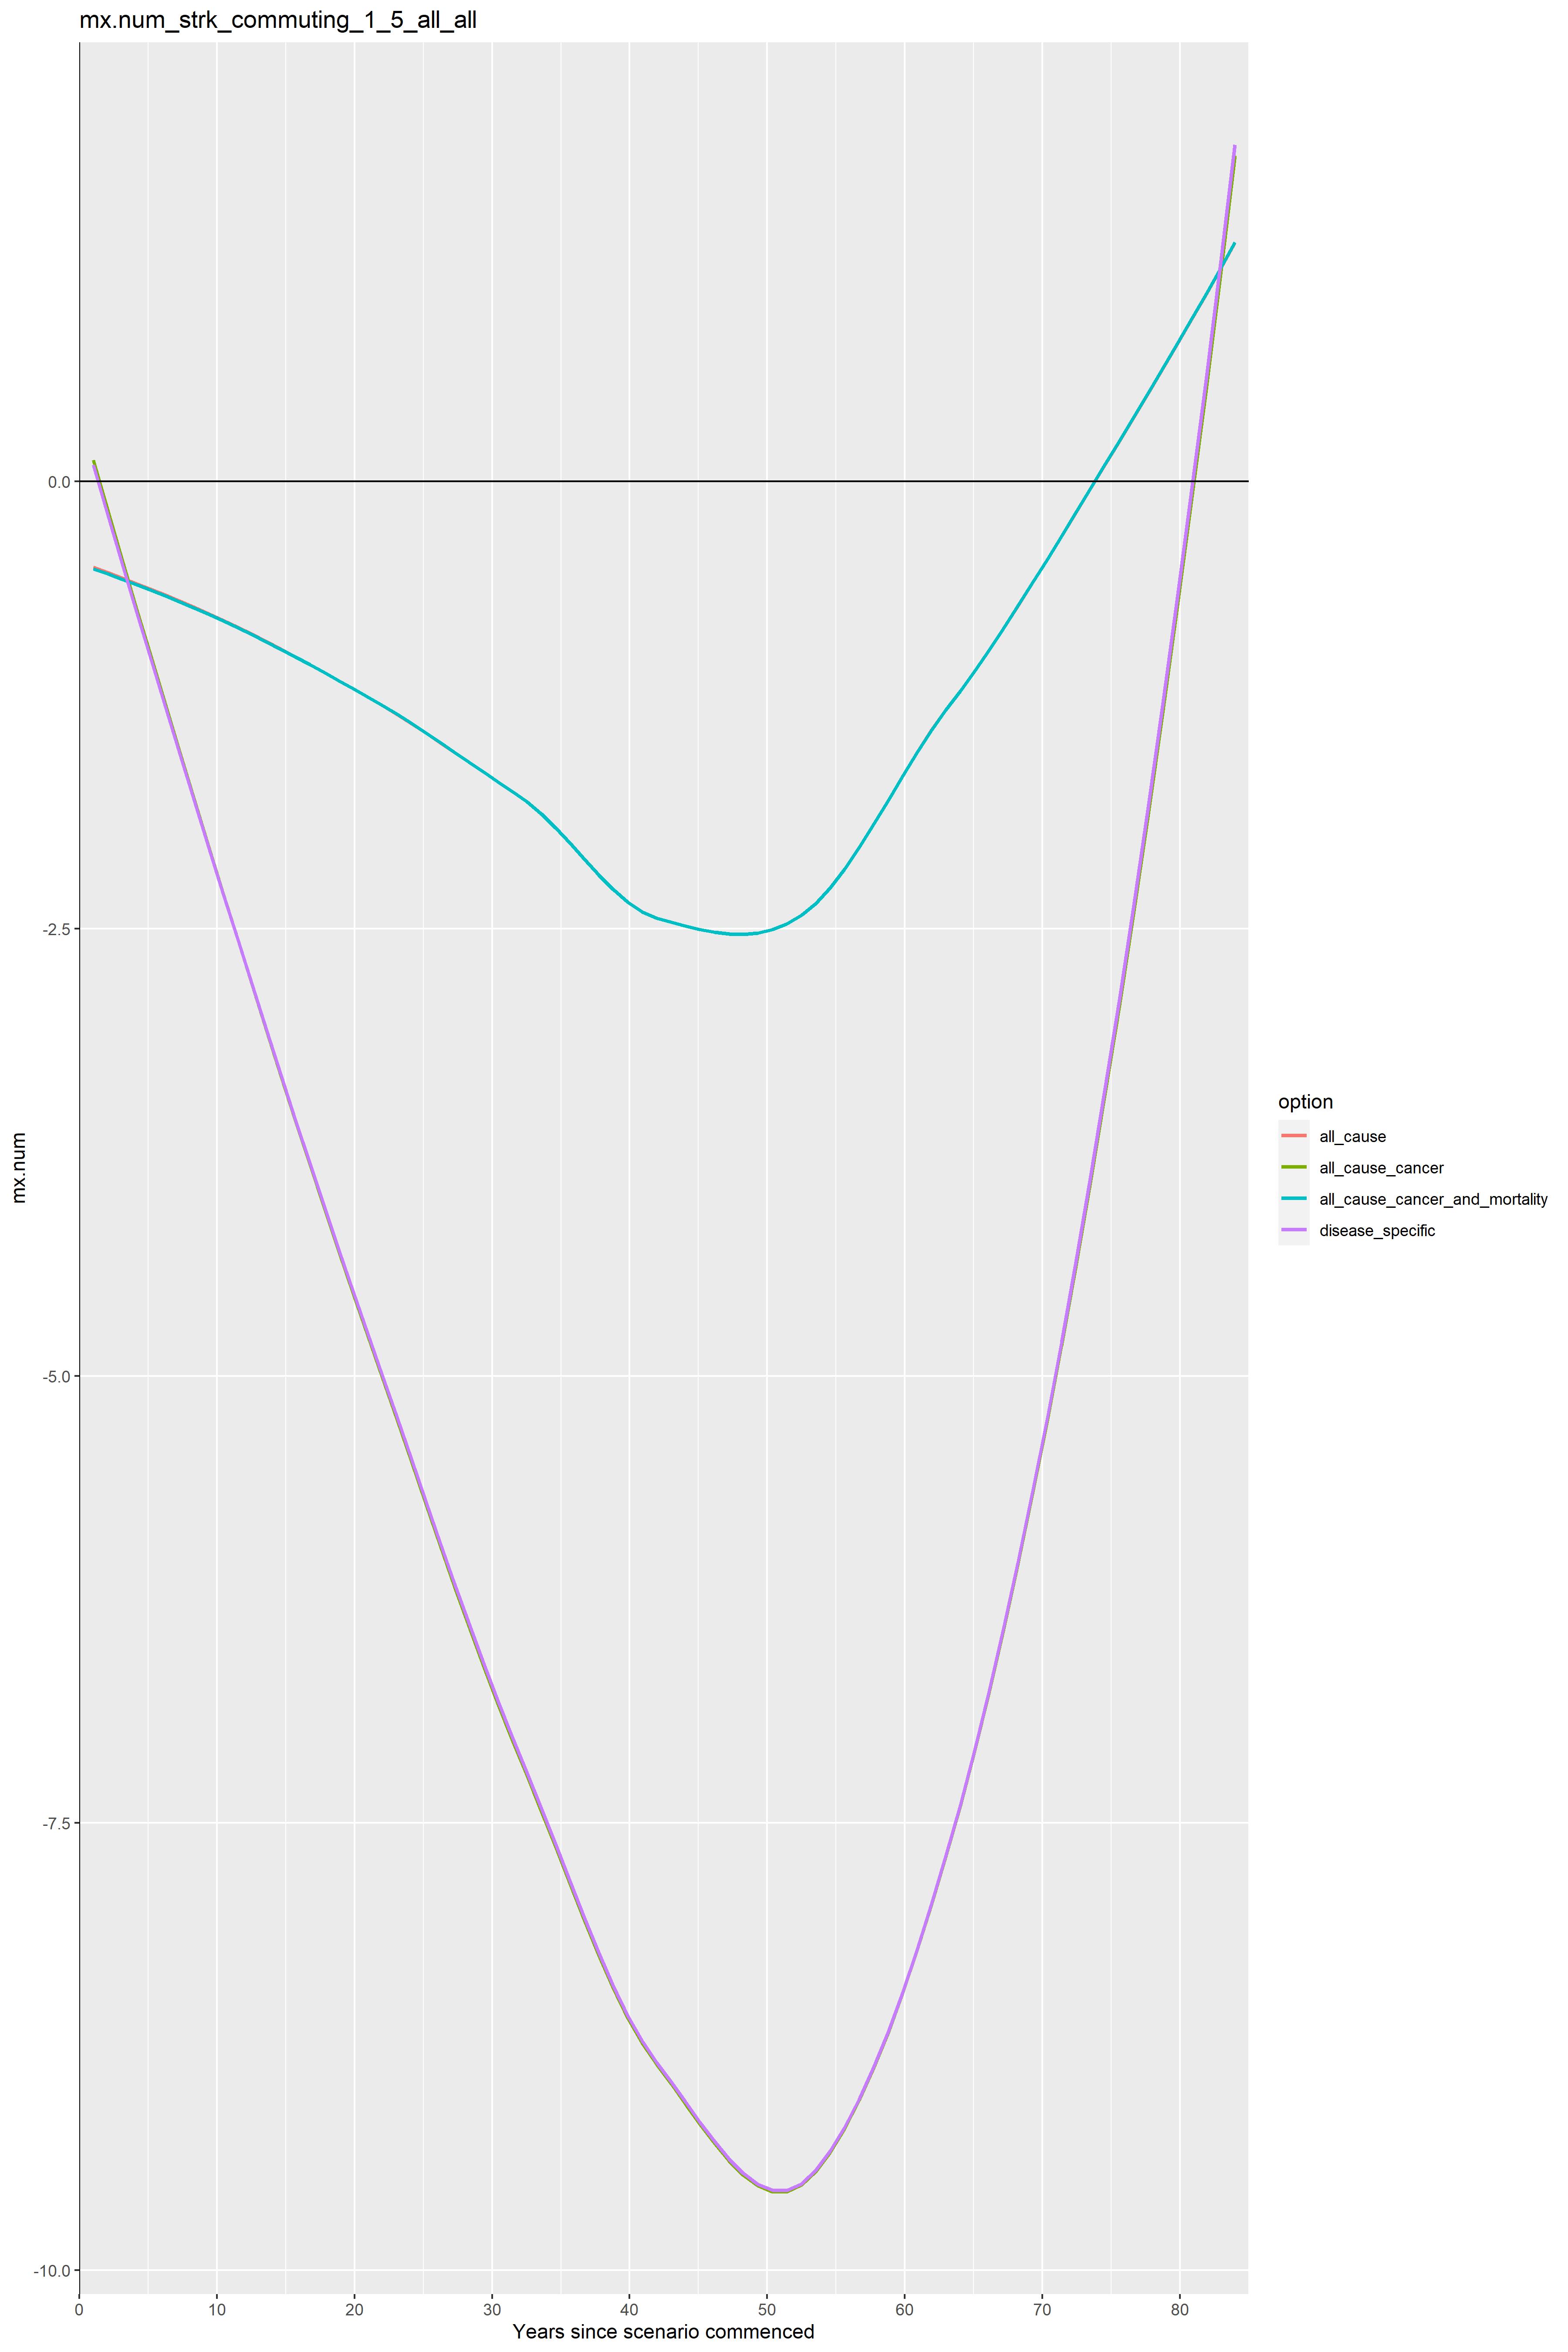 mx.num_strk_commuting_1_5_all_all
mx.num
0.0
-2.5
-5.0
-7.5
-10.0
0 10 20 30 40 50 60 70 80
Years since scenario commenced
option
all_cause
all_cause_cancer
all_cause_cancer_and_mortality
disease_specific